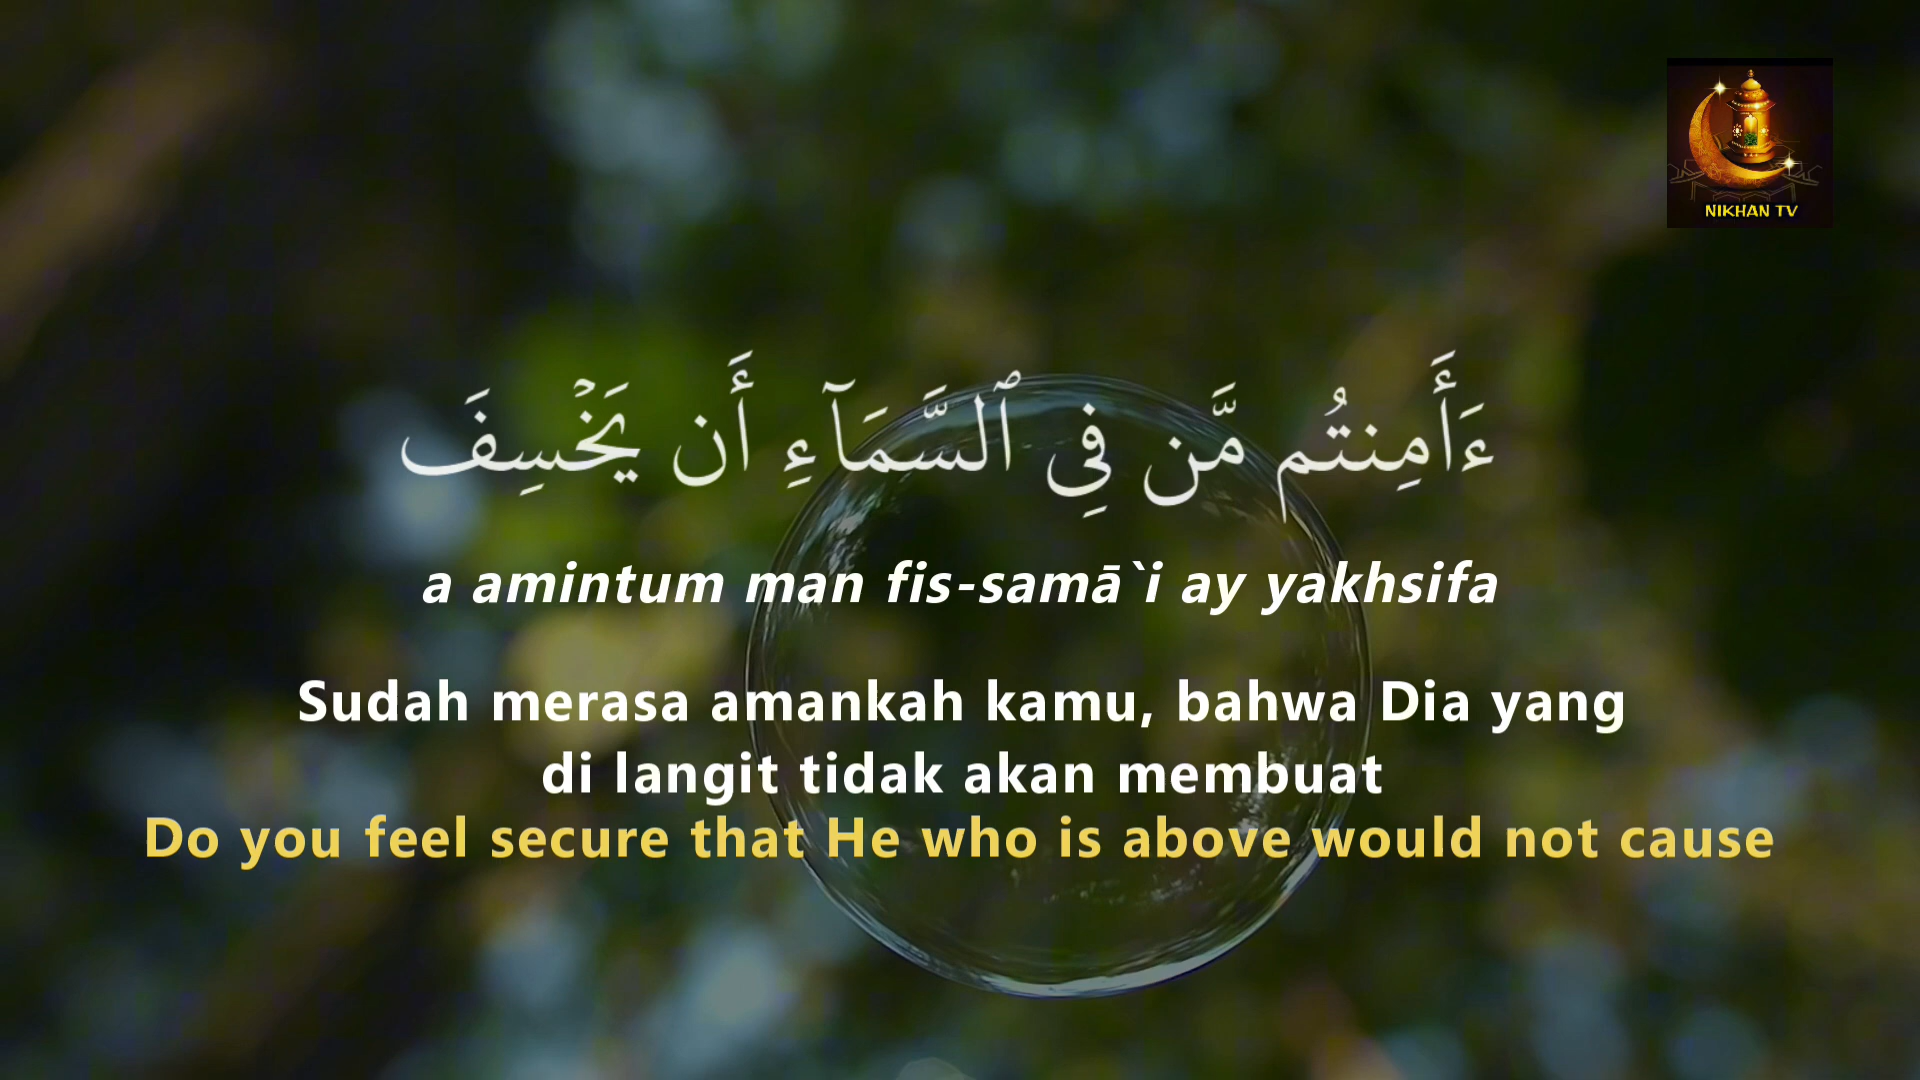 NIKHAN TV
ءَأَمِنتُم مَّن فِى ٱلسَّمَآءِ أَن يَخْسِفَ
a amintum man fis-samā`i ay yakhsifa
Sudah merasa amankah kamu, bahwa Dia yang
di langit tidak akan membuat
Do you feel secure that He who is above would not cause